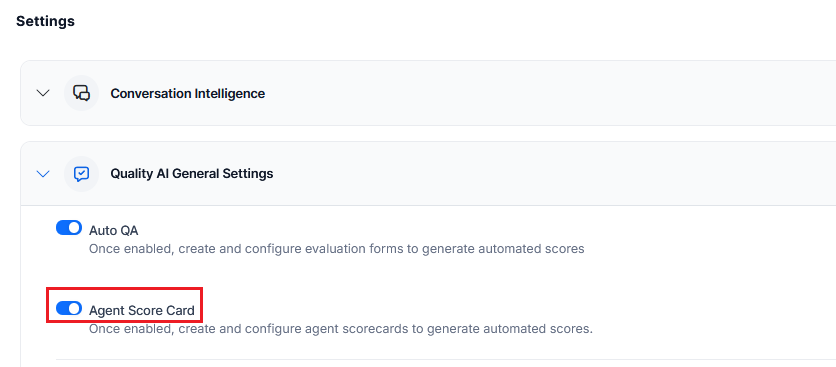 Settings
Conversation Intelligence
Quality AI General Settings
Auto QA
Once enabled, create and configure evaluation forms to generate automated scores
Agent Score Card
Once enabled, create and configure agent scorecards to generate automated scores.